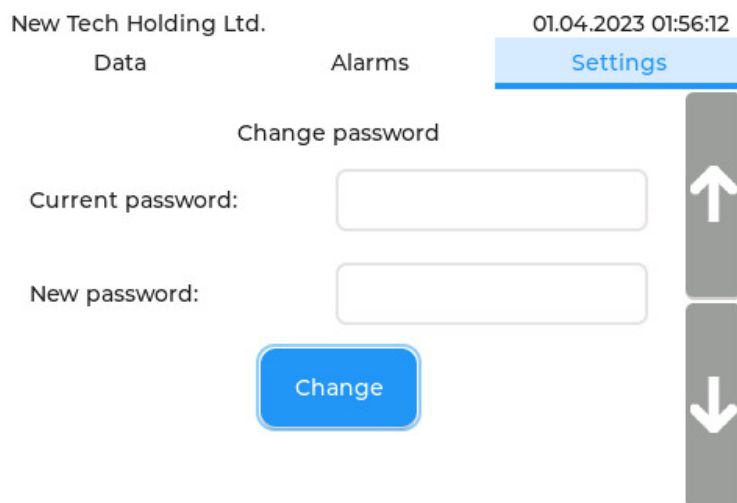 New Tech Holding Ltd. 01.04.2023 01:56:12
Data Alarms Settings
Change password
Current password:
New password:
Change